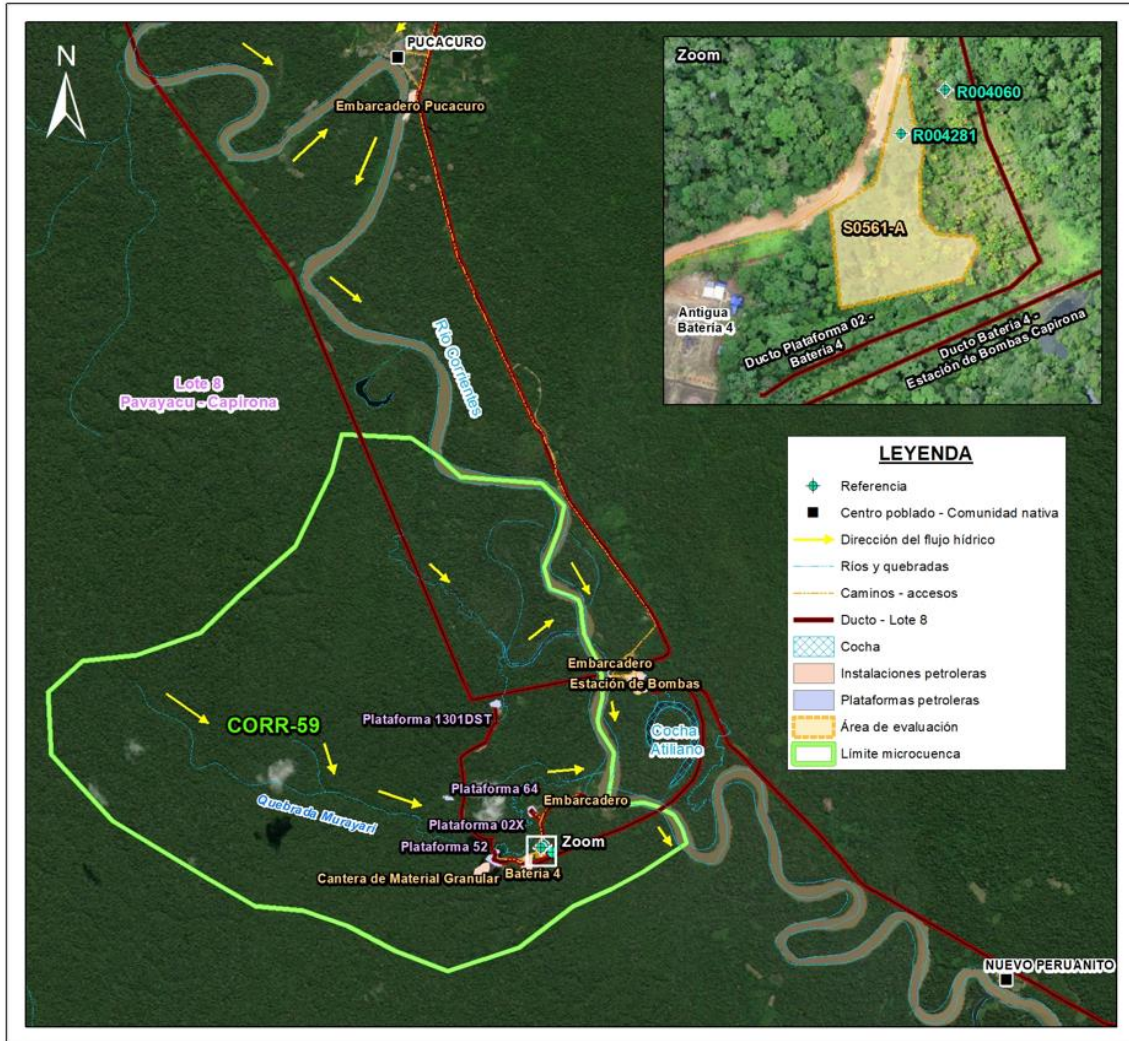 N
PUCACURO
Embarcadero Pucacuro
Río Corrientes
Lote 8
Pavayacu - Capirona
CORR-59
Quebrada Murayari
Plataforma 1301DST
Embarcadero
Estación de Bombas
Cocha
Atiliano
Plataforma 64
Embarcadero
Plataforma 02X
Plataforma 52
Zoom
Cantera de Material Granular
Bateria 4
NUEVO PERUANITO
Zoom
R004060
R004281
S0561-A
Antigua
Batería 4
Ducto Plataforma 02 -
Batería 4
Ducto Batería 4 -
Estación de Bombas Capirona
LEYENDA
Referencia
Centro poblado - Comunidad nativa
Dirección del flujo hídrico
Ríos y quebradas
Caminos - accesos
Ducto - Lote 8
Cocha
Instalaciones petroleras
Plataformas petroleras
Área de evaluación
Límite microcuenca